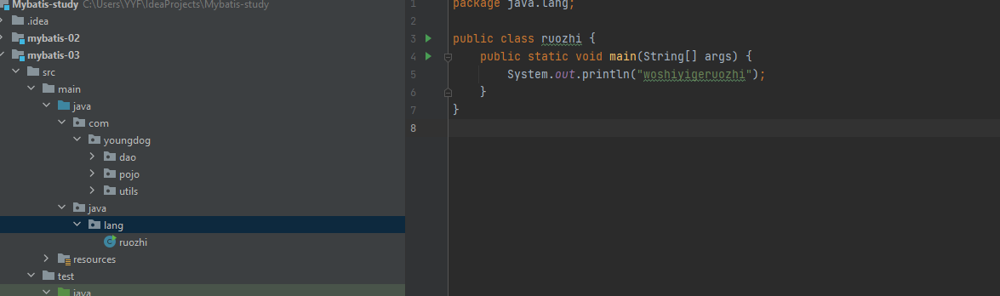 Mybatis-study C:\Users\YYF\IdeaProjects\Mybatis-study
.idea
mybatis-02
mybatis-03
src
main
java
com
youngdog
dao
pojo
utils
java
lang
ruozhi
resources
test
java
1 package java.lang;
2
3 public class ruozhi {
4 public static void main(String[] args) {
5 System.out.println("woshiyigeruozhi");
6 }
7 }
8